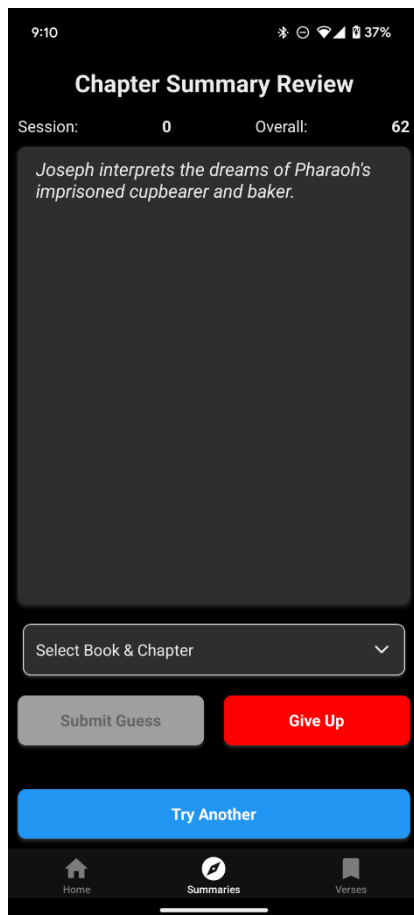 9:10 37%
Chapter Summary Review
Session: 0 Overall: 62
Joseph interprets the dreams of Pharaoh's
imprisoned cupbearer and baker.
Select Book & Chapter
Submit Guess Give Up
Try Another
Home Summaries Verses